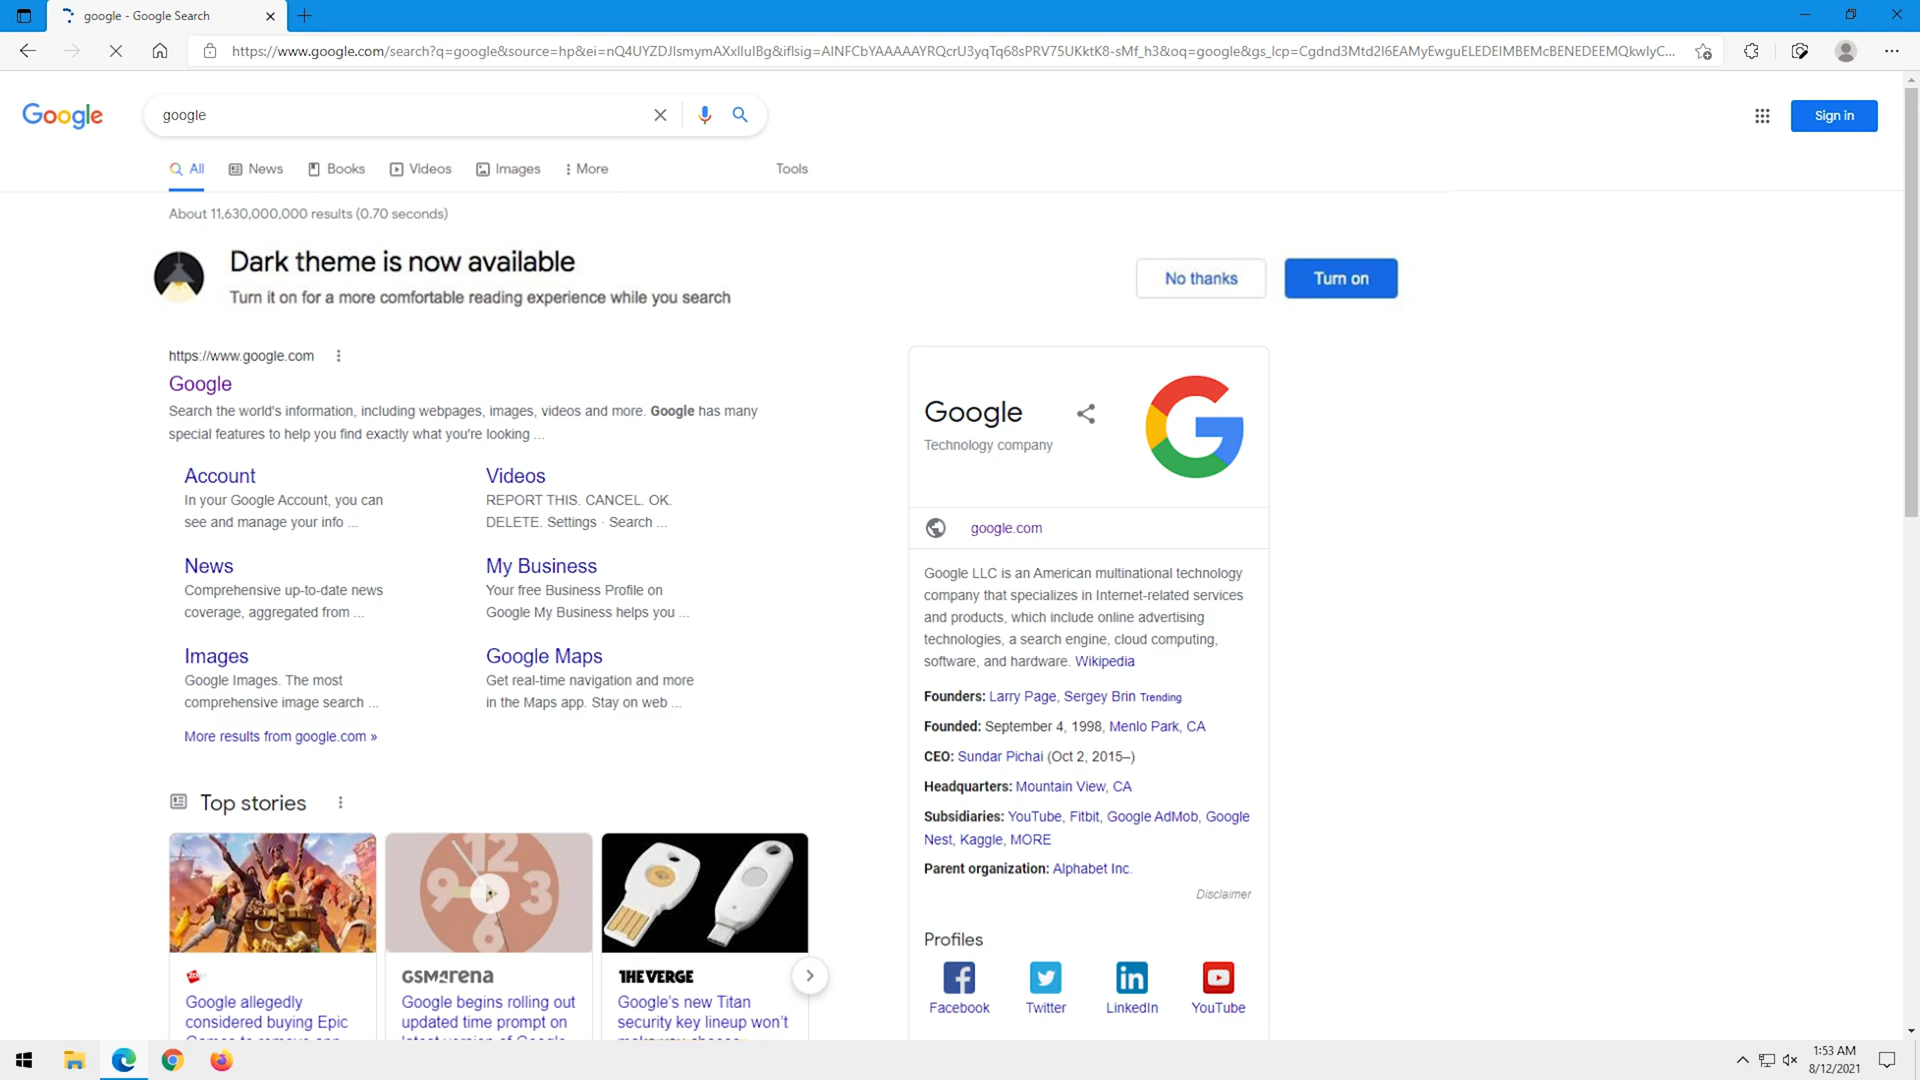 google - Google Search
https://www.google.com/search?q=google&source=hp&ei=nQ4UYZDJIsmymAXxlIuIBg&iflsig=AINFCbYAAAAAYRQcrU3yqTq68sPRV75UKktK8-sMf_h3&oq=google&gs_lcp=Cgdnd3Mtd2l6EAMyEwguELEDEIMBEMcBENEDEEMQkwIyC...
Google
google
Sign in
All
News
Books
Videos
Images
More
Tools
About 11,630,000,000 results (0.70 seconds)
Dark theme is now available
Turn it on for a more comfortable reading experience while you search
No thanks
Turn on
https://www.google.com
Google
Search the world's information, including webpages, images, videos and more. Google has many
special features to help you find exactly what you're looking ...
Account
In your Google Account, you can
see and manage your info ...
Videos
REPORT THIS. CANCEL. OK.
DELETE. Settings · Search ...
News
Comprehensive up-to-date news
coverage, aggregated from ...
My Business
Your free Business Profile on
Google My Business helps you ...
Images
Google Images. The most
comprehensive image search ...
Google Maps
Get real-time navigation and more
in the Maps app. Stay on web ...
More results from google.com »
Top stories
12
9
3
6
GSMArena
THE VERGE
Google allegedly
considered buying Epic
Google begins rolling out
updated time prompt on
Google's new Titan
security key lineup won't
Google
Technology company
google.com
Google LLC is an American multinational technology
company that specializes in Internet-related services
and products, which include online advertising
technologies, a search engine, cloud computing,
software, and hardware. Wikipedia
Founders: Larry Page, Sergey Brin Trending
Founded: September 4, 1998, Menlo Park, CA
CEO: Sundar Pichai (Oct 2, 2015–)
Headquarters: Mountain View, CA
Subsidiaries: YouTube, Fitbit, Google AdMob, Google
Nest, Kaggle, MORE
Parent organization: Alphabet Inc.
Disclaimer
Profiles
Facebook
Twitter
LinkedIn
YouTube
1:53 AM
8/12/2021